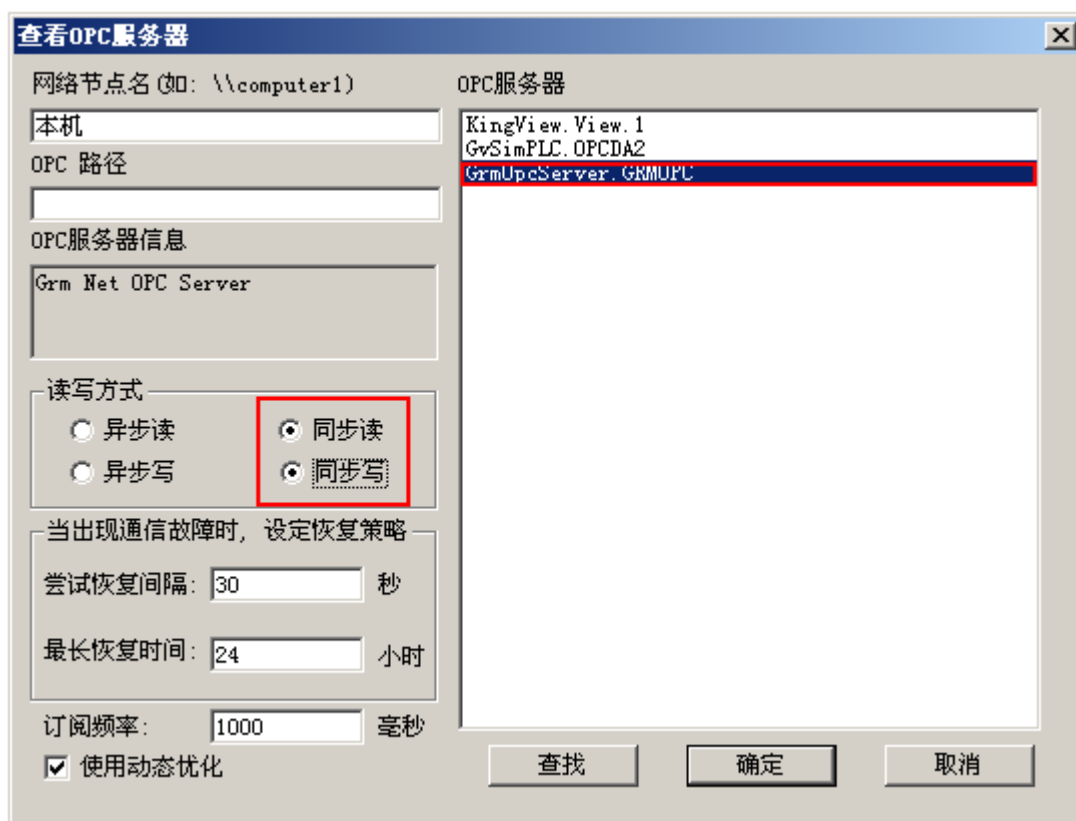 查看OPC服务器
网络节点名(如: \\computer1)
本机
OPC 路径
OPC服务器信息
Grm Net OPC Server
读写方式
异步读
同步读
异步写
同步写
当出现通信故障时, 设定恢复策略
尝试恢复间隔: 30 秒
最长恢复时间: 24 小时
订阅频率: 1000 毫秒
使用动态优化
OPC服务器
KingView.View.1
GvSimPLC.OPCDA2
GrmOpcServer.GRMOPC
查找
确定
取消